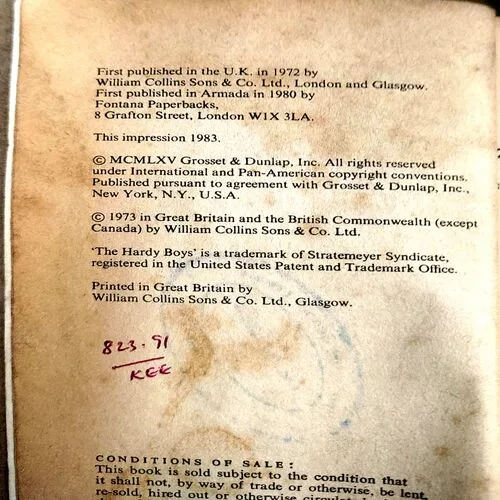 First published in the U.K. in 1972 by
William Collins Sons & Co. Ltd., London and Glasgow.
First published in Armada in 1980 by
Fontana Paperbacks,
8 Grafton Street, London W1X 3LA.
This impression 1983.
© MCMLXV Grosset & Dunlap, Inc. All rights reserved
under International and Pan-American copyright conventions.
Published pursuant to agreement with Grosset & Dunlap, Inc.,
New York, N.Y., U.S.A.
© 1973 in Great Britain and the British Commonwealth (except
Canada) by William Collins Sons & Co. Ltd.
'The Hardy Boys' is a trademark of Stratemeyer Syndicate,
registered in the United States Patent and Trademark Office.
Printed in Great Britain by
William Collins Sons & Co. Ltd., Glasgow.
823.91
KEE
CONDITIONS OF SALE:
This book is sold subject to the condition that
it shall not, by way of trade or otherwise, be lent,
re-sold, hired out or otherwise